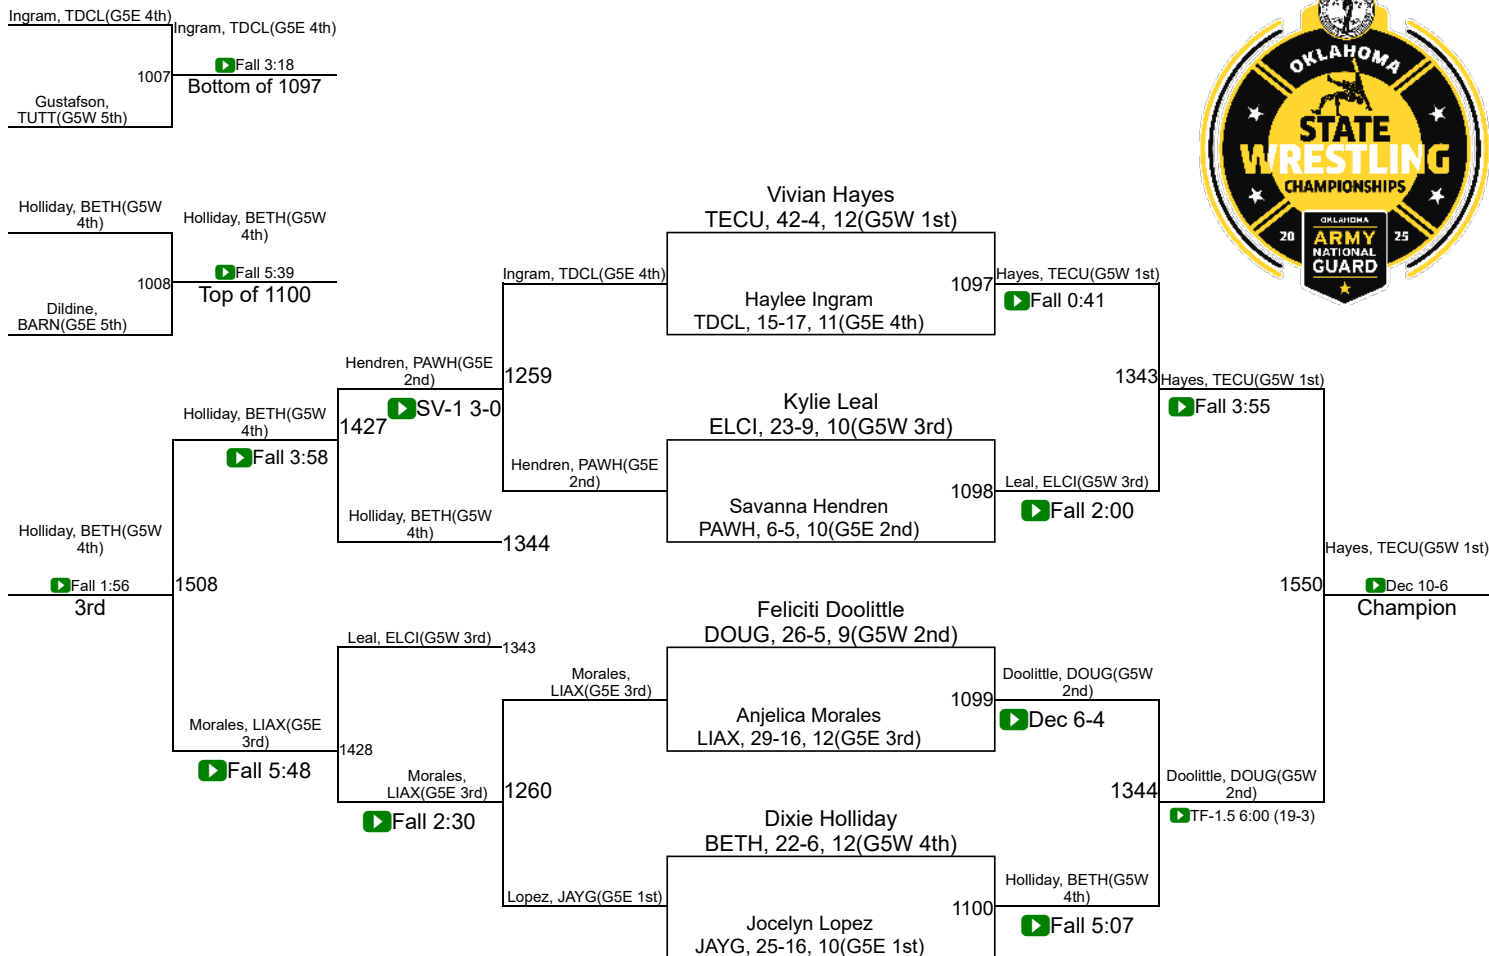 Ingram, TDCL(G5E 4th)
Ingram, TDCL(G5E 4th)
1007
Fall 3:18
Bottom of 1097
Gustafson,
TUTT(G5W 5th)
OKLAHOMA
STATE
WRESTLING
CHAMPIONSHIPS
20
25
OKLAHOMA
ARMY
NATIONAL
GUARD
Holliday, BETH(G5W
4th)
Holliday, BETH(G5W
4th)
1008
Fall 5:39
Top of 1100
Dildine,
BARN(G5E 5th)
Vivian Hayes
TECU, 42-4, 12(G5W 1st)
Ingram, TDCL(G5E 4th)
1097
Hayes, TECU(G5W 1st)
Fall 0:41
Haylee Ingram
TDCL, 15-17, 11(G5E 4th)
Hendren, PAWH(G5E
2nd)
1259
SV-1 3-0
1343
Hayes, TECU(G5W 1st)
Fall 3:55
Kylie Leal
ELCI, 23-9, 10(G5W 3rd)
Holliday, BETH(G5W
4th)
1427
Fall 3:58
Hendren, PAWH(G5E
2nd)
1098
Leal, ELCI(G5W 3rd)
Fall 2:00
Savanna Hendren
PAWH, 6-5, 10(G5E 2nd)
Holliday, BETH(G5W
4th)
1344
Holliday, BETH(G5W
4th)
Fall 1:56
3rd
1508
Hayes, TECU(G5W 1st)
1550
Dec 10-6
Champion
Feliciti Doolittle
DOUG, 26-5, 9(G5W 2nd)
Leal, ELCI(G5W 3rd)
1343
Morales,
LIAX(G5E 3rd)
1099
Doolittle, DOUG(G5W
2nd)
Dec 6-4
Anjelica Morales
LIAX, 29-16, 12(G5E 3rd)
Morales, LIAX(G5E
3rd)
1428
Fall 5:48
Morales,
LIAX(G5E 3rd)
1260
Fall 2:30
1344
Doolittle, DOUG(G5W
2nd)
TF-1.5 6:00 (19-3)
Dixie Holliday
BETH, 22-6, 12(G5W 4th)
Lopez, JAYG(G5E 1st)
1100
Holliday, BETH(G5W
4th)
Fall 5:07
Jocelyn Lopez
JAYG, 25-16, 10(G5E 1st)